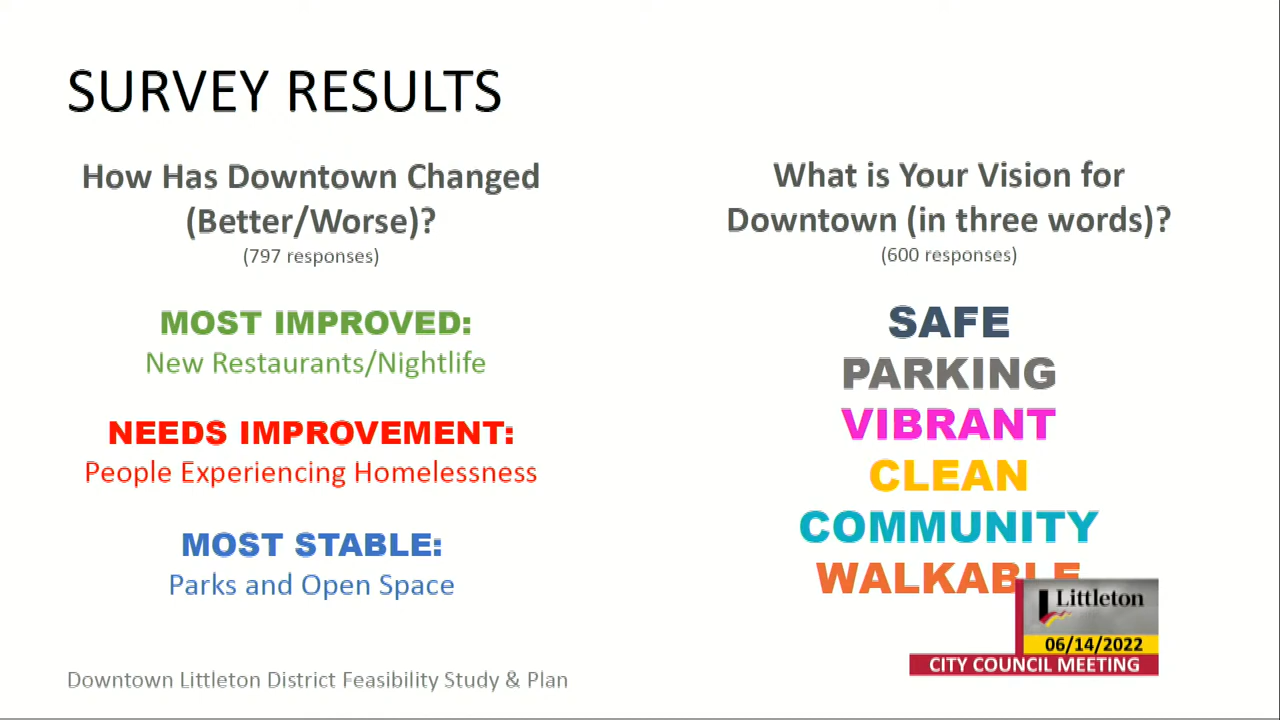 SURVEY RESULTS
How Has Downtown Changed
(Better/Worse)?
(797 responses)
MOST IMPROVED:
New Restaurants/Nightlife
NEEDS IMPROVEMENT:
People Experiencing Homelessness
MOST STABLE:
Parks and Open Space
What is Your Vision for
Downtown (in three words)?
(600 responses)
SAFE
PARKING
VIBRANT
CLEAN
COMMUNITY
WALKABLE
Littleton
06/14/2022
CITY COUNCIL MEETING
Downtown Littleton District Feasibility Study & Plan